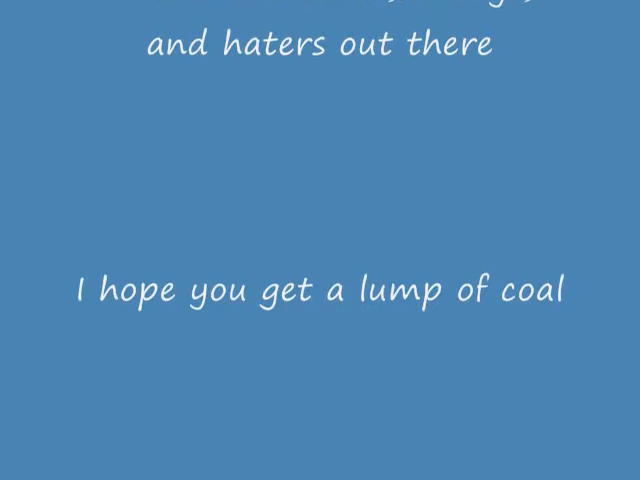 and haters out there
I hope you get a lump of coal